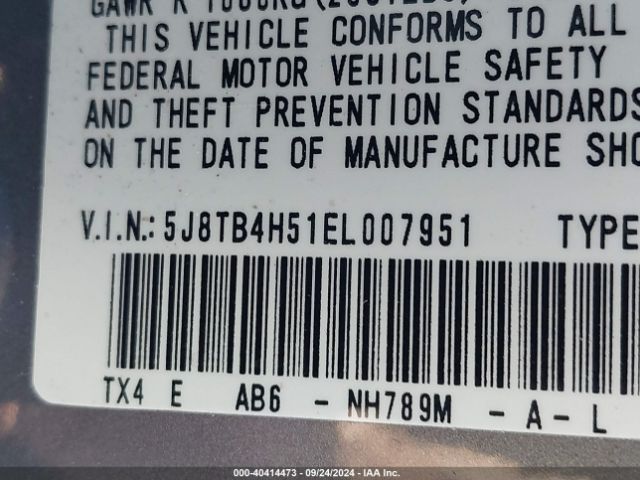 GAWR R
THIS VEHICLE CONFORMS TO ALL
FEDERAL MOTOR VEHICLE SAFETY
AND THEFT PREVENTION STANDARDS
ON THE DATE OF MANUFACTURE SHO
V.I.N.: 5J8TB4H51EL007951 TYPE
TX4 E AB6 - NH789M - A - L
000-40414473 - 09/24/2024 - IAA Inc.